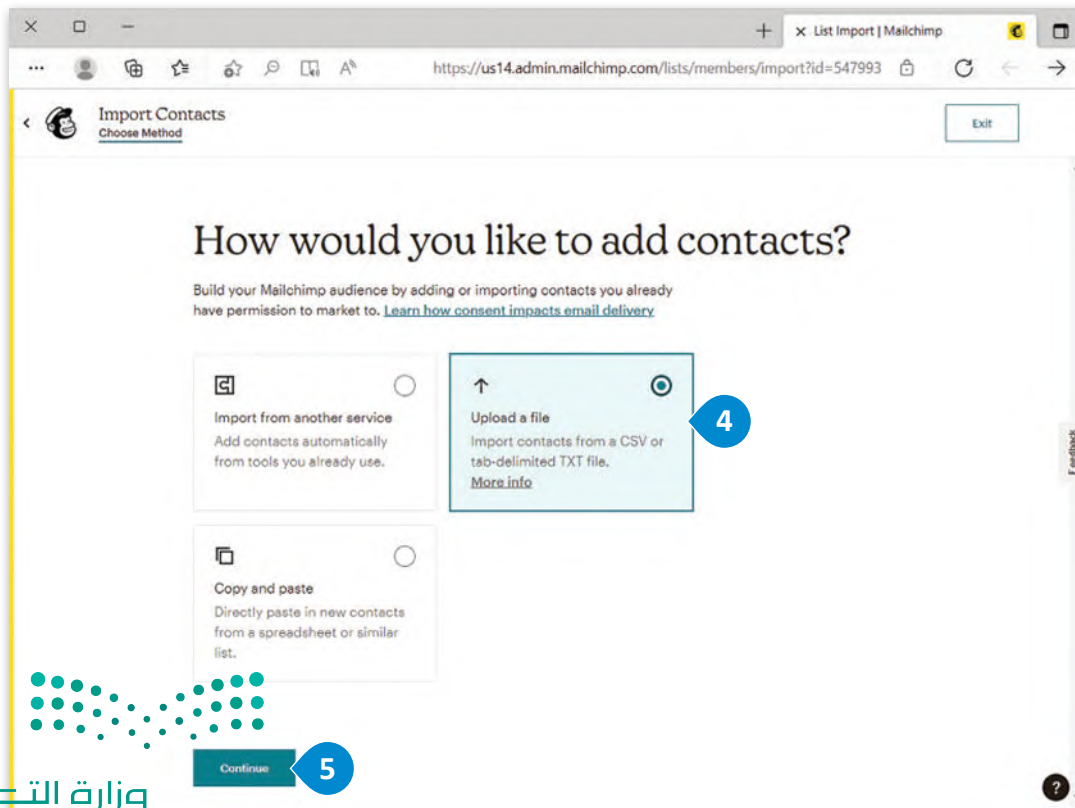 List Import | Mailchimp
https://us14.admin.mailchimp.com/lists/members/import?id=547993
Import Contacts
Choose Method
Exit
How would you like to add contacts?
Build your Mailchimp audience by adding or importing contacts you already
have permission to market to. Learn how consent impacts email delivery
Import from another service
Add contacts automatically
from tools you already use.
Upload a file
Import contacts from a CSV or
tab-delimited TXT file.
More info
4
Feedback
Copy and paste
Directly paste in new contacts
from a spreadsheet or similar
list.
Continue
5
?
وزارة